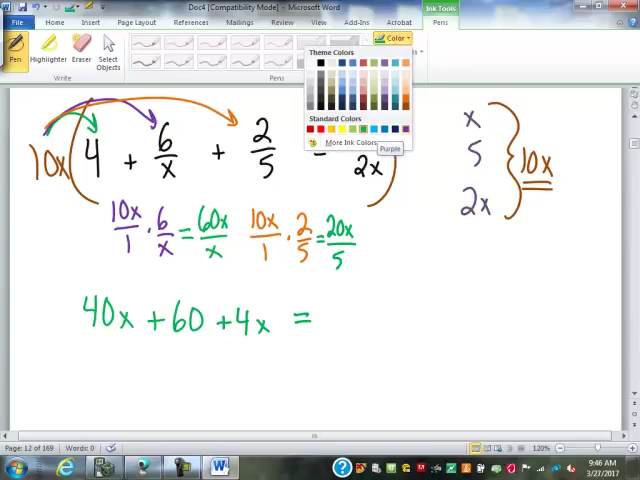 Doc4 [Compatibility Mode] - Microsoft Word
Ink Tools
File Home Insert Page Layout References Mailings Review View Add-Ins Acrobat Pens
Pen Highlighter Eraser Select Objects
Color
Write
Pens
Theme Colors
Standard Colors
More Ink Colors
Purple
10x ( 4 + 6/x + 2/5 = 2x )
x
5
2x
10x
10x/1 · 6/x = 60x/x 10x/1 · 2/5 = 20x/5
40x + 60 + 4x =
Page: 12 of 169 Words: 0 120%
9:46 AM
3/27/2017